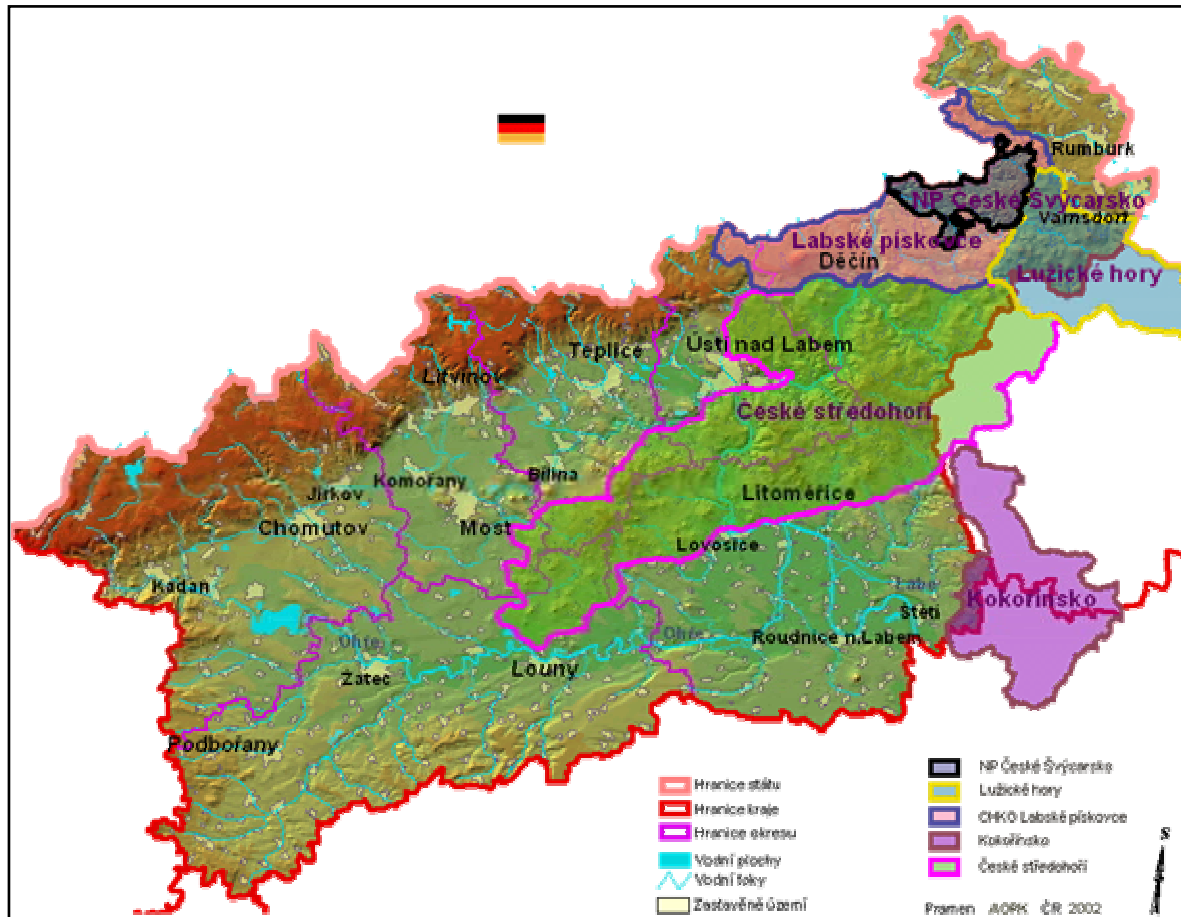 Rumburk
NP České Švýcarsko
Varnsdorf
Labské pískovce
Děčín
Lužické hory
Teplice
Ústí nad Labem
Litvínov
České středohoří
Bílina
Komořany
Jirkov
Litoměřice
Chomutov
Most
Lovosice
Kadan
Labe
Štětí
Kokořínsko
Ohře
Ohře
Roudnice n.Labem
Louny
Žatec
Podbořany
Hranice státu
Hranice kraje
Hranice okresu
Vodní plochy
Vodní toky
Zastavěné území
NP České Švýcarsko
Lužické hory
CHKO Labské pískovce
Kokořínsko
České středohoří
S
Pramen AOPK ČR 2002